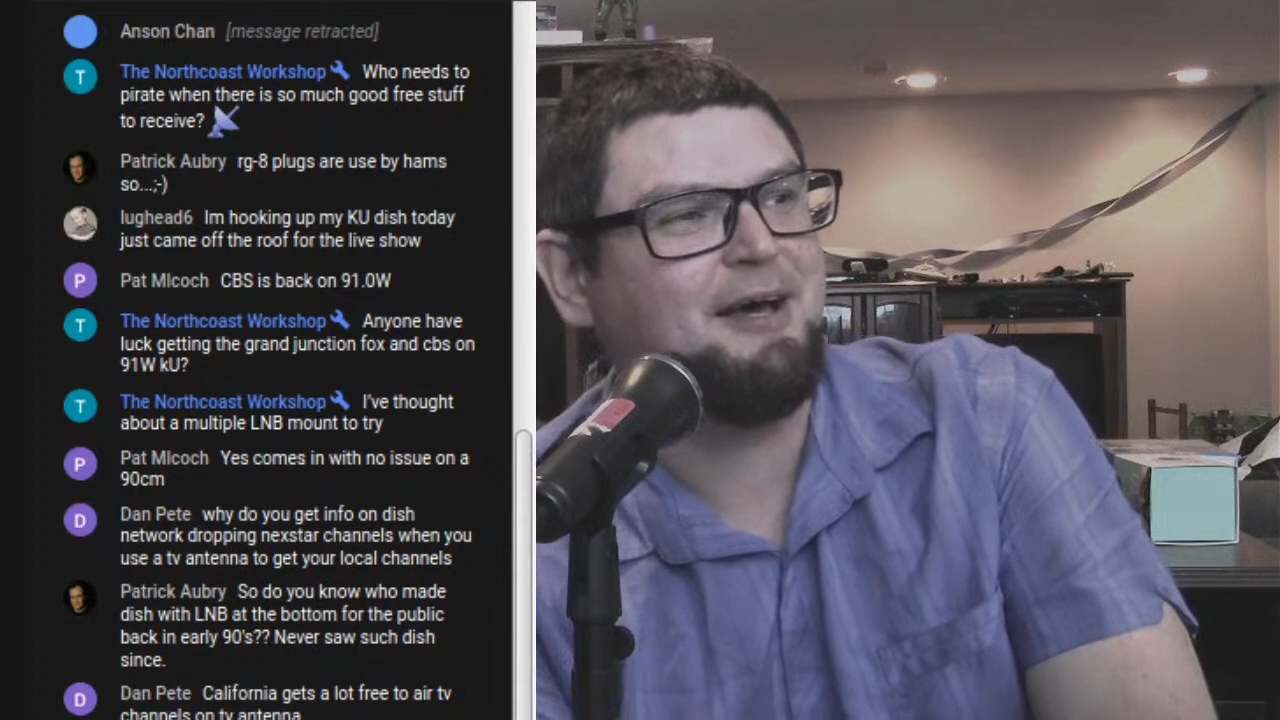 Anson Chan [message retracted]
The Northcoast Workshop Who needs to
pirate when there is so much good free stuff
to receive?
Patrick Aubry rg-8 plugs are use by hams
so...;-)
lughead6 Im hooking up my KU dish today
just came off the roof for the live show
P Pat Mlcoch CBS is back on 91.0W
T The Northcoast Workshop Anyone have
luck getting the grand junction fox and cbs on
91W kU?
T The Northcoast Workshop I've thought
about a multiple LNB mount to try
P Pat Mlcoch Yes comes in with no issue on a
90cm
D Dan Pete why do you get info on dish
network dropping nexstar channels when you
use a tv antenna to get your local channels
Patrick Aubry So do you know who made
dish with LNB at the bottom for the public
back in early 90's?? Never saw such dish
since.
D Dan Pete California gets a lot free to air tv
channels on tv antenna